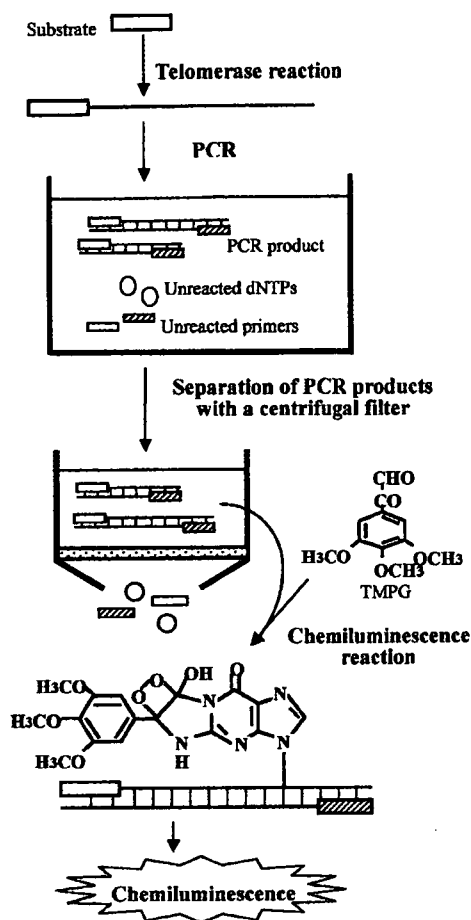 Substrate
Telomerase reaction
PCR
PCR product
Unreacted dNTPs
Unreacted primers
Separation of PCR products
with a centrifugal filter
CHO
CO
H3CO
OCH3
OCH3
TMPG
Chemiluminescence
reaction
O
O
OH
O
H3CO
H3CO
H3CO
N
N
N
N
N
H
Chemiluminescence